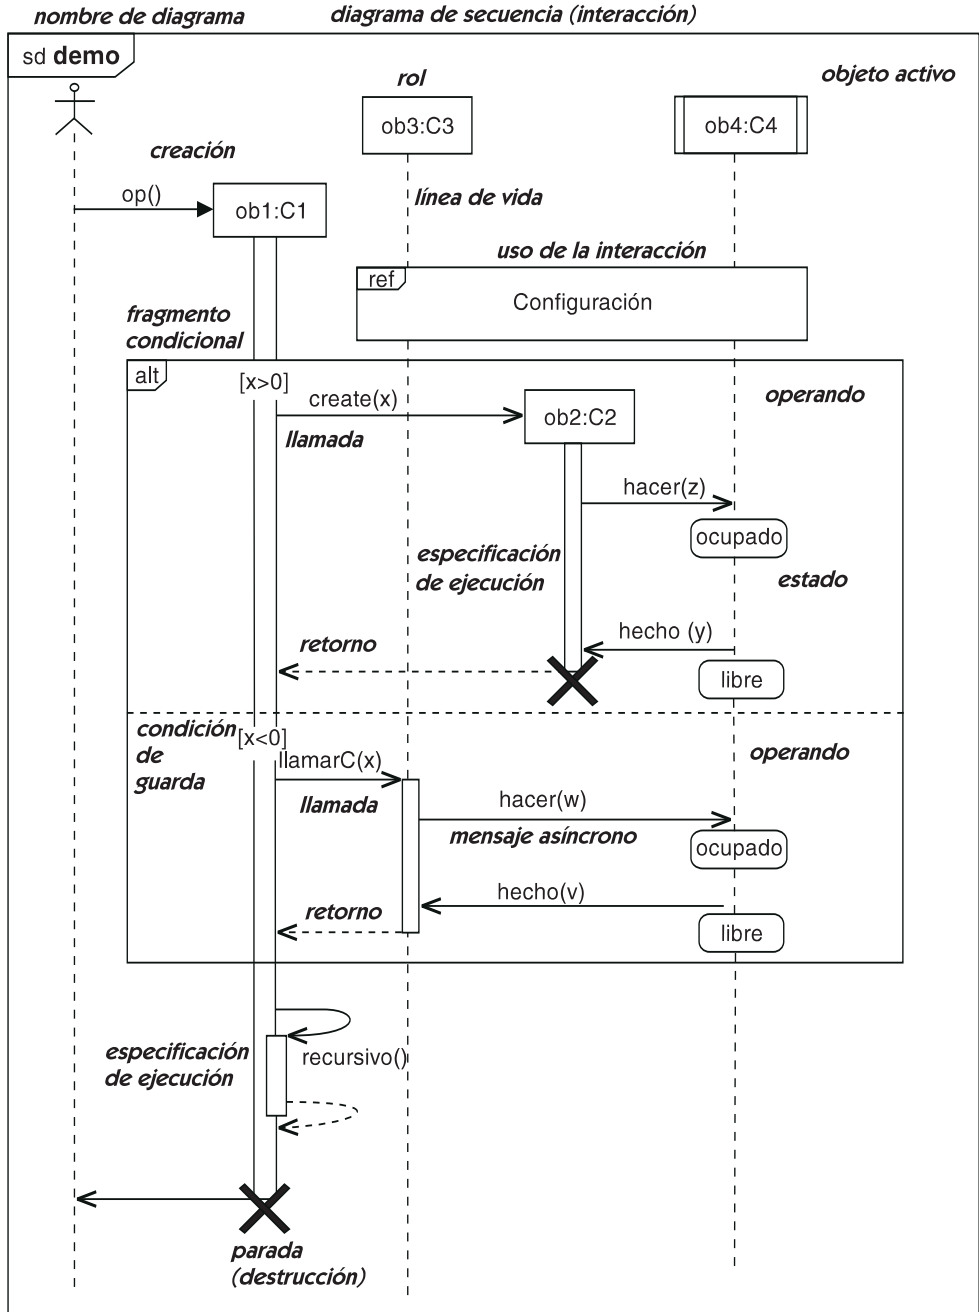 nombre de diagrama
diagrama de secuencia (interacción)
sd demo
rol
objeto activo
ob3:C3
ob4:C4
creación
op()
ob1:C1
línea de vida
uso de la interacción
ref
Configuración
fragmento
condicional
alt
[x>0]
create(x)
operando
ob2:C2
llamada
hacer(z)
ocupado
especificación
de ejecución
estado
hecho (y)
retorno
libre
condición
de
guarda
[x<0]
operando
llamarC(x)
llamada
hacer(w)
mensaje asíncrono
ocupado
hecho(v)
retorno
libre
especificación
de ejecución
recursivo()
parada
(destrucción)